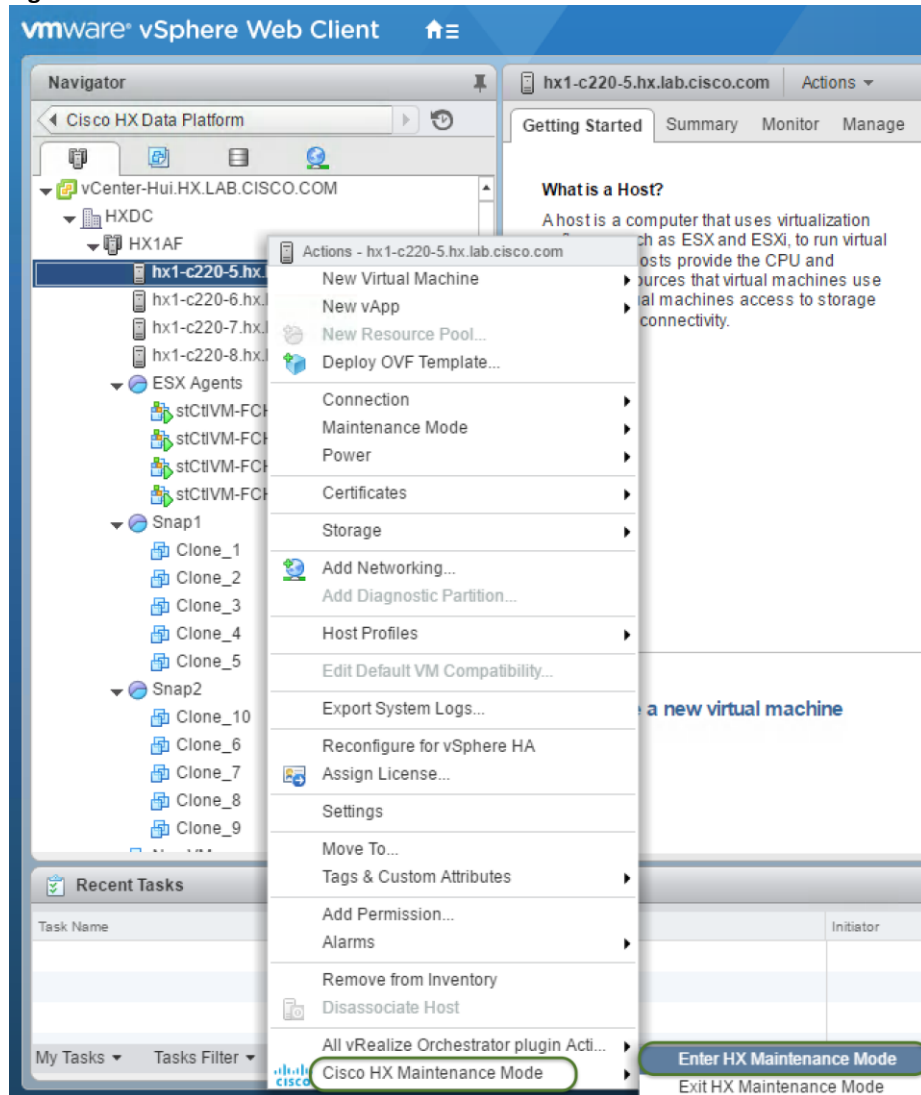 vmware® vSphere Web Client
Navigator
Cisco HX Data Platform
vCenter-Hui.HX.LAB.CISCO.COM
HXDC
HX1AF
hx1-c220-5.hx.
hx1-c220-6.hx.
hx1-c220-7.hx.
hx1-c220-8.hx.
ESX Agents
stCtlVM-FCH
stCtlVM-FCH
stCtlVM-FCH
stCtlVM-FCH
Snap1
Clone_1
Clone_2
Clone_3
Clone_4
Clone_5
Snap2
Clone_10
Clone_6
Clone_7
Clone_8
Clone_9
hx1-c220-5.hx.lab.cisco.com Actions
Getting Started Summary Monitor Manage
What is a Host?
A host is a computer that uses virtualization
ch as ESX and ESXi, to run virtual
osts provide the CPU and
ources that virtual machines use
al machines access to storage
connectivity.
a new virtual machine
Actions - hx1-c220-5.hx.lab.cisco.com
New Virtual Machine
New vApp
New Resource Pool...
Deploy OVF Template...
Connection
Maintenance Mode
Power
Certificates
Storage
Add Networking...
Add Diagnostic Partition...
Host Profiles
Edit Default VM Compatibility...
Export System Logs...
Reconfigure for vSphere HA
Assign License...
Settings
Move To...
Tags & Custom Attributes
Add Permission...
Alarms
Remove from Inventory
Disassociate Host
All vRealize Orchestrator plugin Acti...
cisco Cisco HX Maintenance Mode
Enter HX Maintenance Mode
Exit HX Maintenance Mode
Recent Tasks
Task Name Initiator
My Tasks Tasks Filter